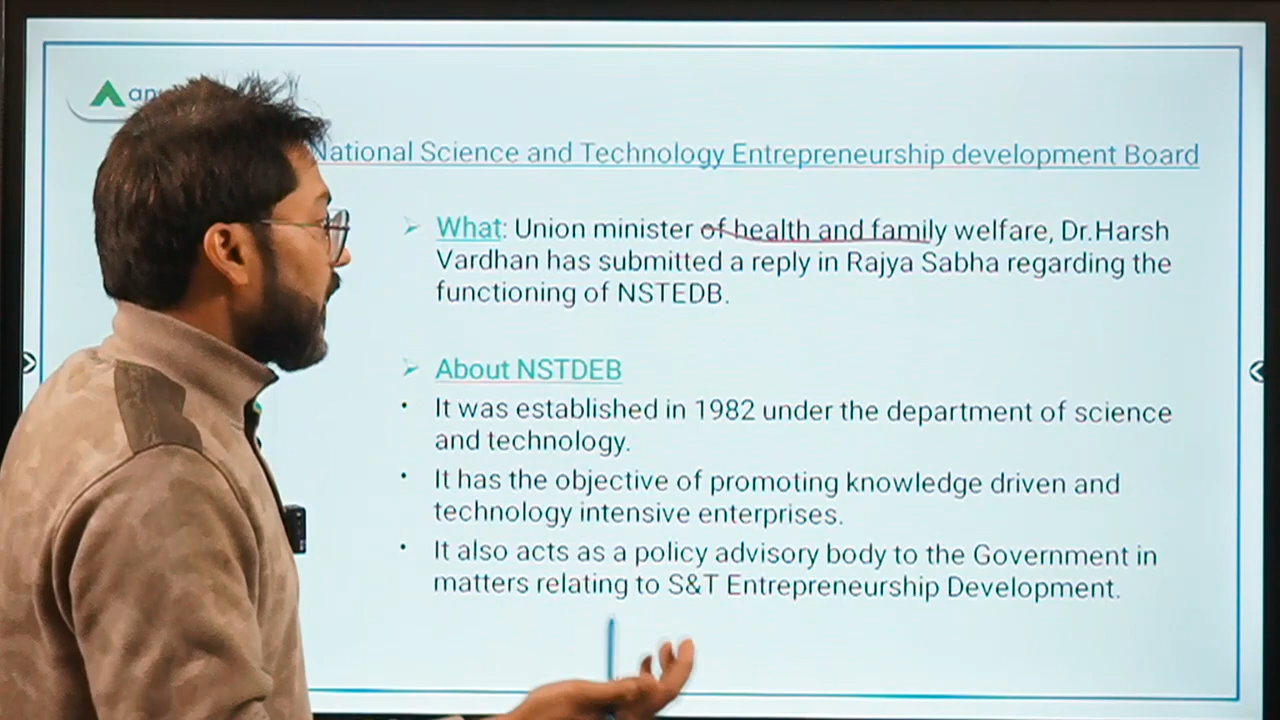 an
National Science and Technology Entrepreneurship development Board
What: Union minister of health and family welfare, Dr.Harsh
Vardhan has submitted a reply in Rajya Sabha regarding the
functioning of NSTEDB.
About NSTDEB
It was established in 1982 under the department of science
and technology.
It has the objective of promoting knowledge driven and
technology intensive enterprises.
It also acts as a policy advisory body to the Government in
matters relating to S&T Entrepreneurship Development.